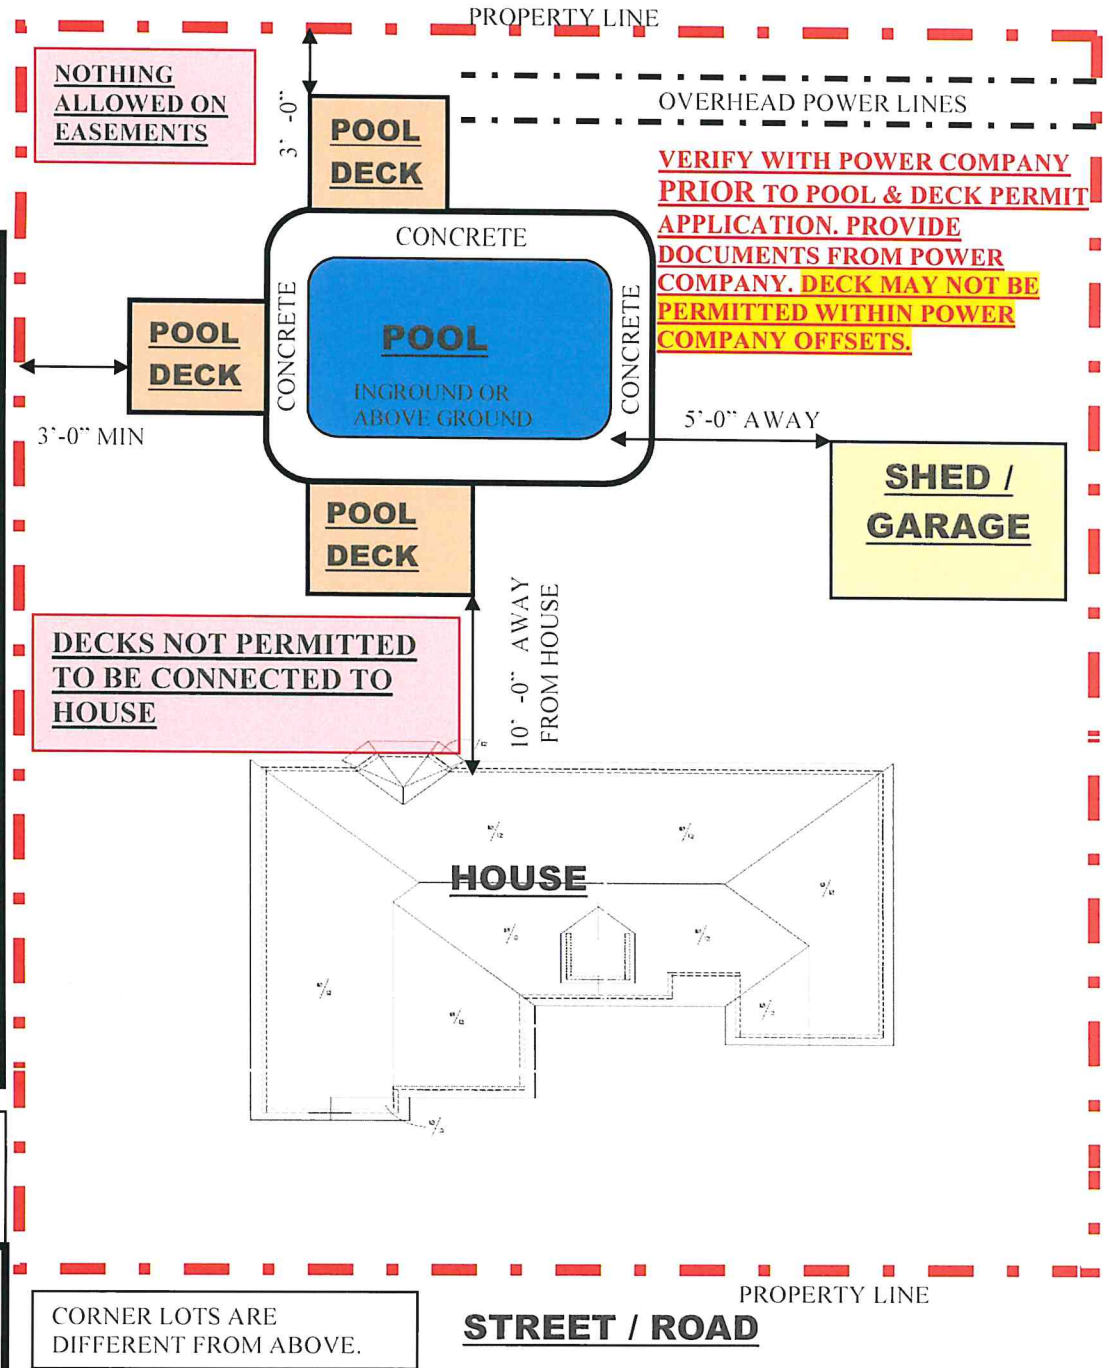 PROPERTY LINE
NOTHING
ALLOWED ON
EASEMENTS
3' -0"
POOL
DECK
OVERHEAD POWER LINES
VERIFY WITH POWER COMPANY
PRIOR TO POOL & DECK PERMIT
APPLICATION. PROVIDE
DOCUMENTS FROM POWER
COMPANY. DECK MAY NOT BE
PERMITTED WITHIN POWER
COMPANY OFFSETS.
CONCRETE
CONCRETE
CONCRETE
POOL
INGROUND OR
ABOVE GROUND
POOL
DECK
3'-0" MIN
5'-0" AWAY
SHED /
GARAGE
POOL
DECK
10' -0" AWAY
FROM HOUSE
DECKS NOT PERMITTED
TO BE CONNECTED TO
HOUSE
HOUSE
PROPERTY LINE
CORNER LOTS ARE
DIFFERENT FROM ABOVE.
STREET / ROAD